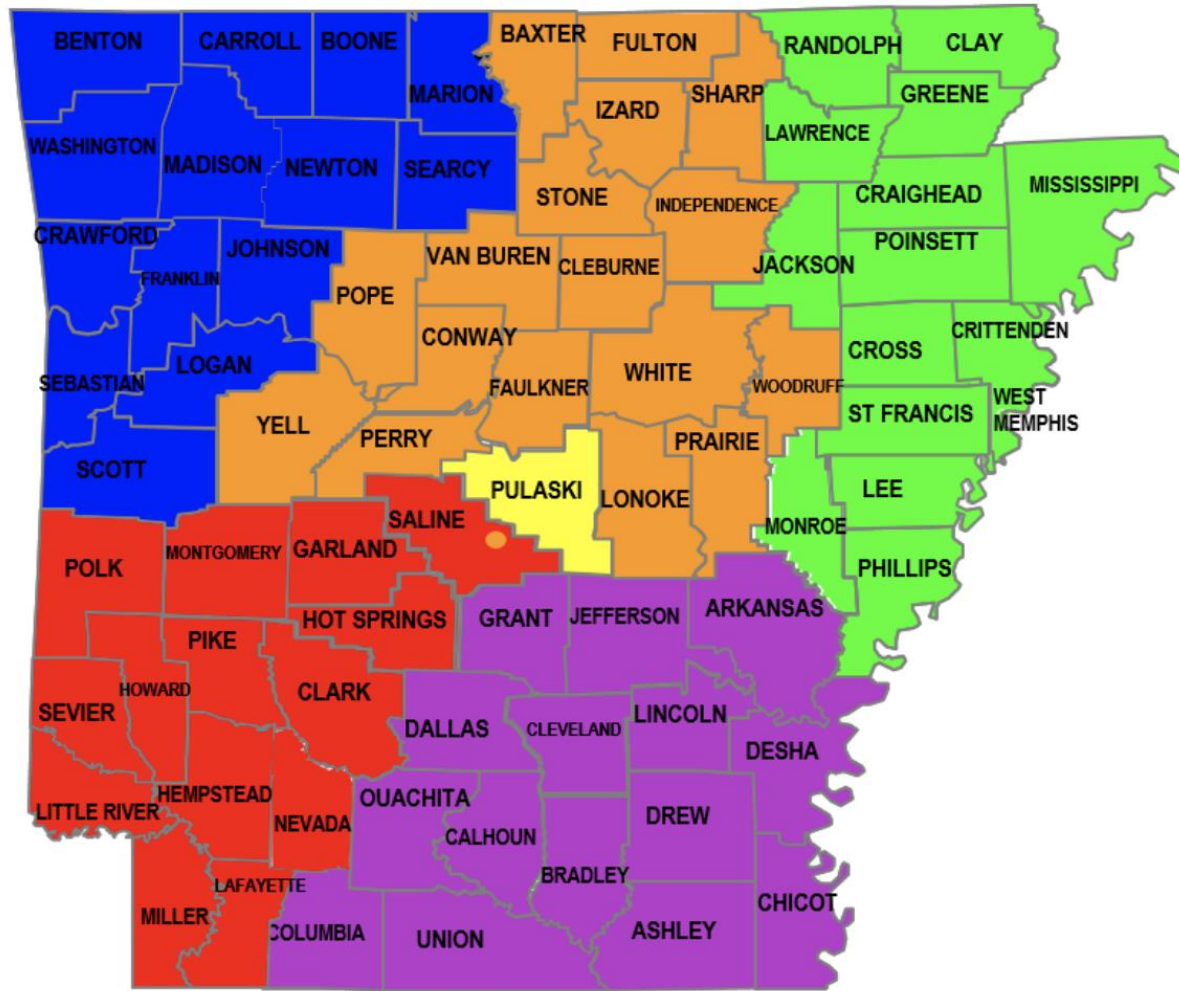 BENTON
CARROLL
BOONE
BAXTER
FULTON
RANDOLPH
CLAY
MARION
IZARD
SHARP
GREENE
WASHINGTON
MADISON
NEWTON
SEARCY
LAWRENCE
STONE
INDEPENDENCE
CRAIGHEAD
MISSISSIPPI
CRAWFORD
FRANKLIN
JOHNSON
POPE
VAN BUREN
CLEBURNE
JACKSON
POINSETT
SEBASTIAN
LOGAN
CONWAY
FAULKNER
WHITE
WOODRUFF
CROSS
CRITTENDEN
YELL
PERRY
PRAIRIE
ST FRANCIS
WEST
MEMPHIS
SCOTT
SALINE
PULASKI
LONOKE
MONROE
LEE
POLK
MONTGOMERY
GARLAND
PHILLIPS
HOT SPRINGS
GRANT
JEFFERSON
ARKANSAS
PIKE
SEVIER
HOWARD
CLARK
DALLAS
CLEVELAND
LINCOLN
DESHA
LITTLE RIVER
HEMPSTEAD
NEVADA
OUACHITA
CALHOUN
BRADLEY
DREW
MILLER
LAFAYETTE
COLUMBIA
UNION
ASHLEY
CHICOT